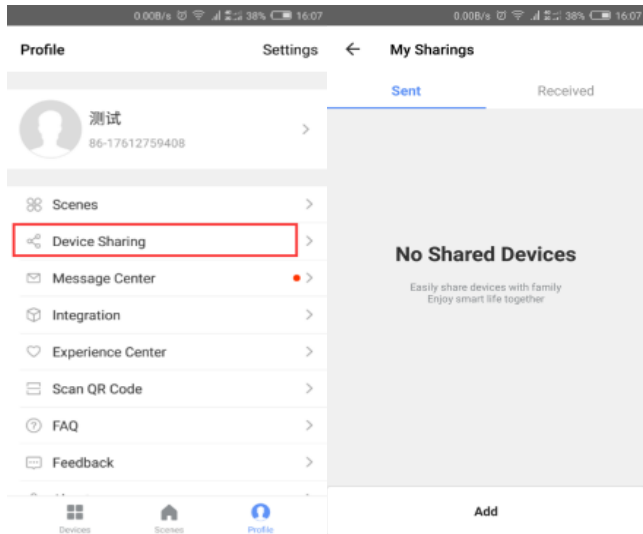 0.00B/s 38% 16:07
Profile
Settings
测试
86-17612759408
Scenes
Device Sharing
Message Center
Integration
Experience Center
Scan QR Code
FAQ
Feedback
Devices
Scenes
Profile
0.00B/s 38% 16:07
My Sharings
Sent
Received
No Shared Devices
Easily share devices with family
Enjoy smart life together
Add